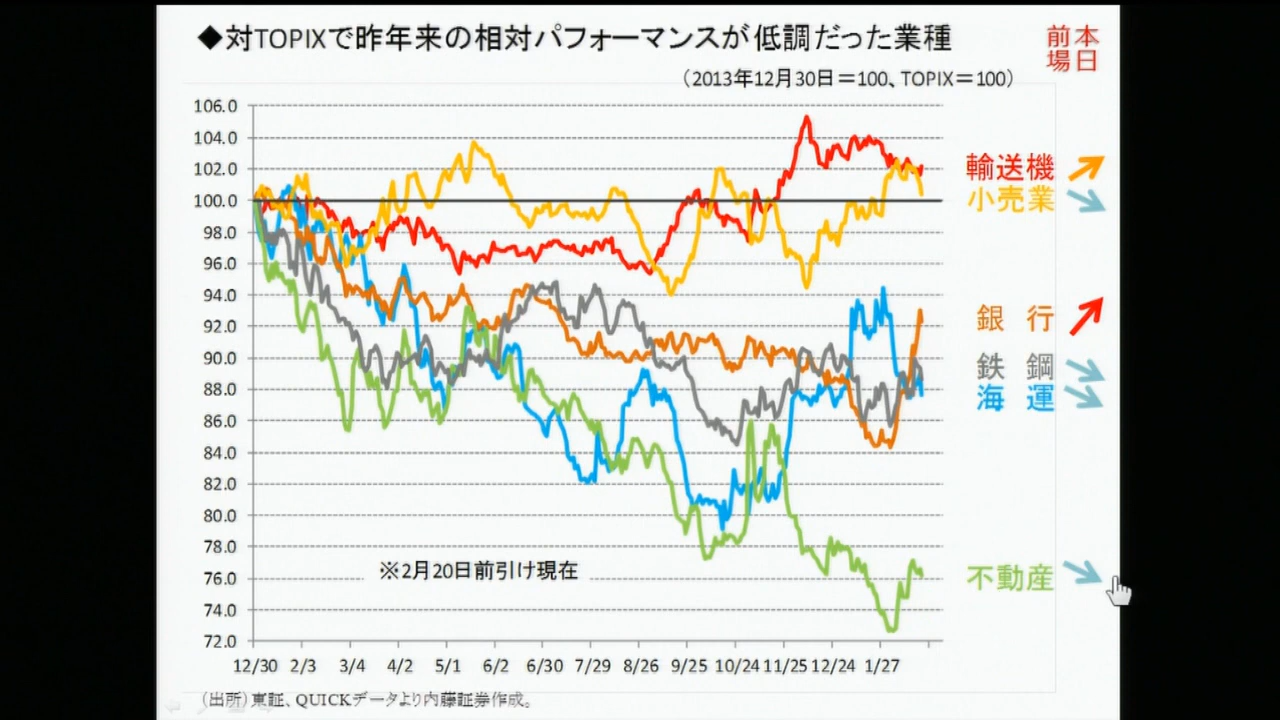 ◆対TOPIXで昨年来の相対パフォーマンスが低調だった業種
本日前場
（2013年12月30日＝100、TOPIX＝100）
106.0
104.0
102.0
100.0
98.0
96.0
94.0
92.0
90.0
88.0
86.0
84.0
82.0
80.0
78.0
76.0
74.0
72.0
輸送機
小売業
銀 行
鉄 鋼
海 運
不動産
※2月20日前引け現在
12/30 2/3 3/4 4/2 5/1 6/2 6/30 7/29 8/26 9/25 10/24 11/25 12/24 1/27
（出所）東証、QUICKデータより内藤証券作成。